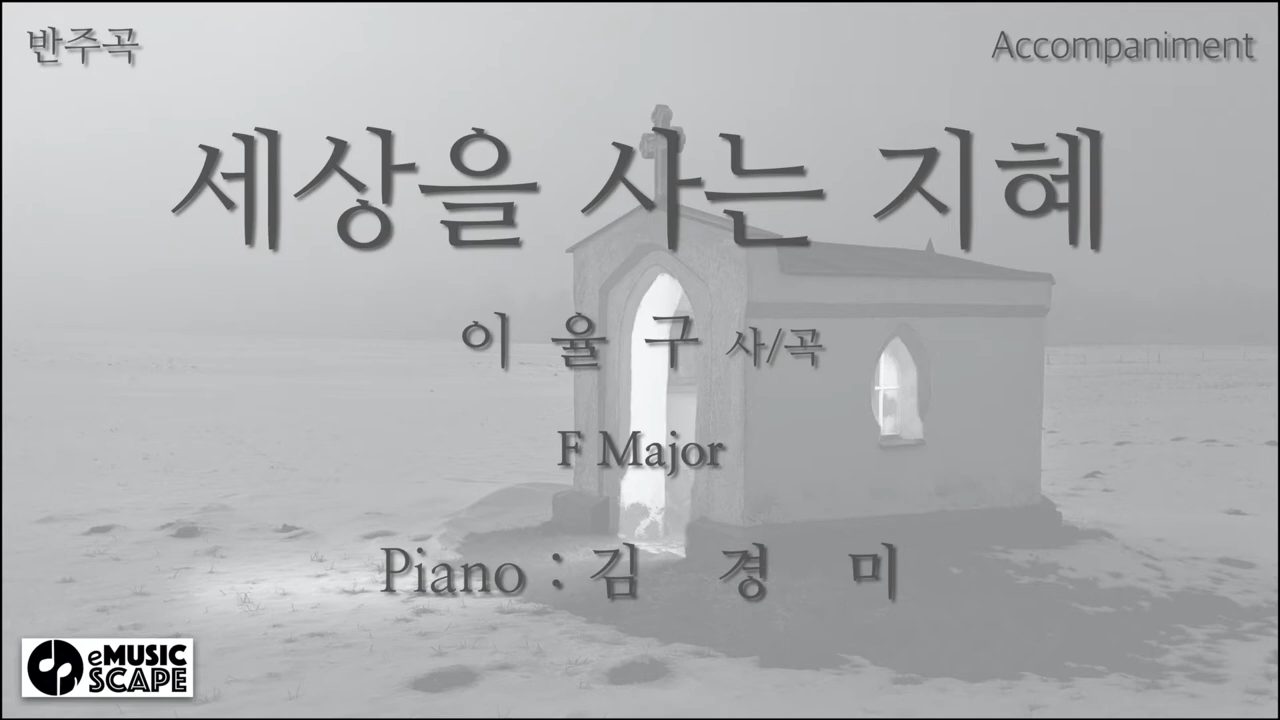 반주곡
Accompaniment
세상을 사는 지혜
이 율 구 사/곡
F Major
Piano : 김 경 미
eMUSIC
SCAPE